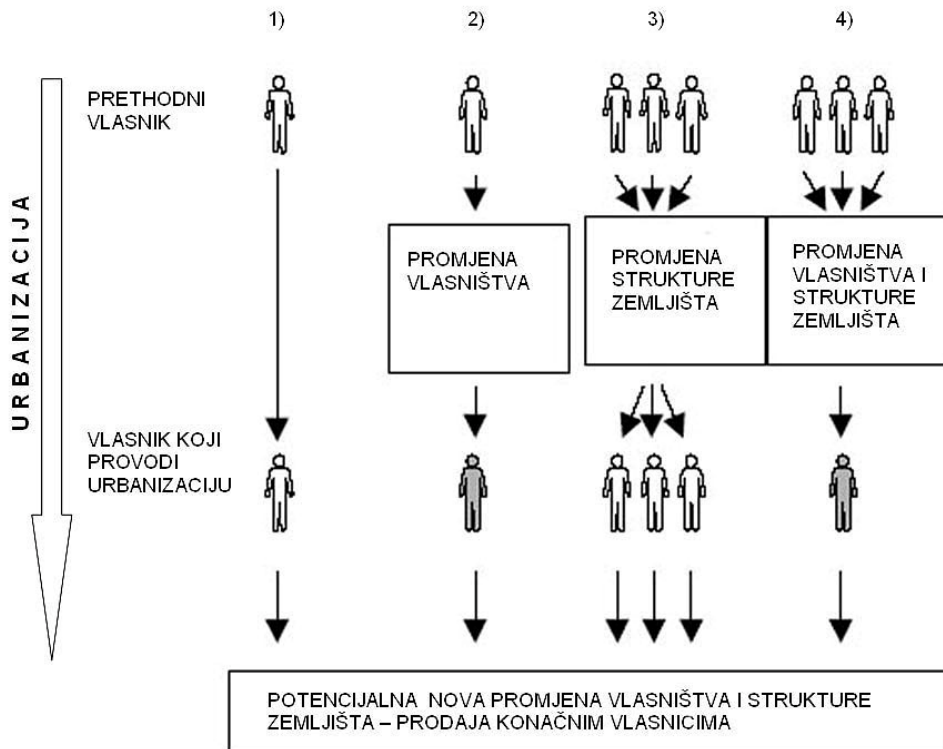 1)
2)
3)
4)
URBANIZACIJA
PRETHODNI
VLASNIK
PROMJENA
VLASNIŠTVA
PROMJENA
STRUKTURE
ZEMLJIŠTA
PROMJENA
VLASNIŠTVA I
STRUKTURE
ZEMLJIŠTA
VLASNIK KOJI
PROVODI
URBANIZACIJU
POTENCIJALNA NOVA PROMJENA VLASNIŠTVA I STRUKTURE
ZEMLJIŠTA – PRODAJA KONAČNIM VLASNICIMA